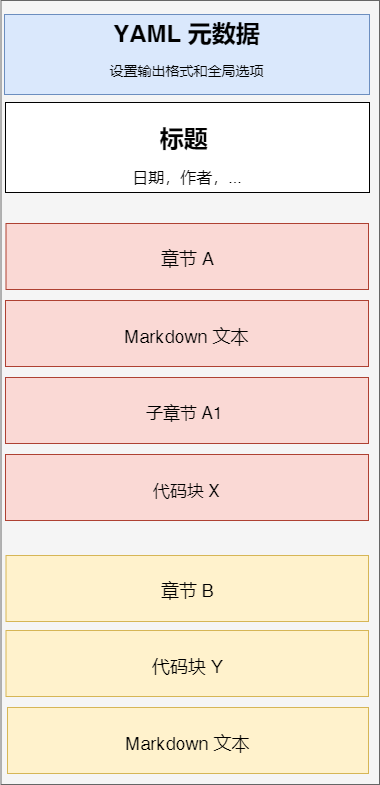 YAML 元数据
设置输出格式和全局选项
标题
日期，作者，...
章节 A
Markdown 文本
子章节 A1
代码块 X
章节 B
代码块 Y
Markdown 文本